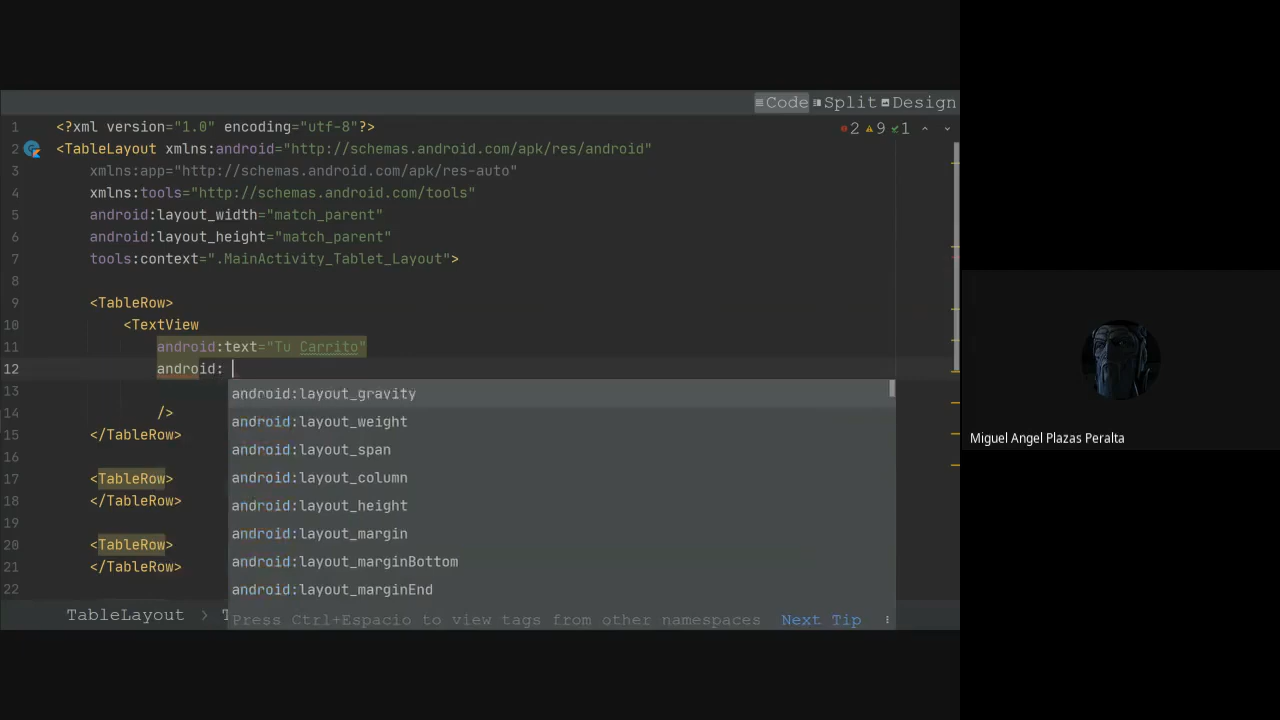 Code Split Design
1 <?xml version="1.0" encoding="utf-8"?>
2 9 1
2 <TableLayout xmlns:android="http://schemas.android.com/apk/res/android"
3 xmlns:app="http://schemas.android.com/apk/res-auto"
4 xmlns:tools="http://schemas.android.com/tools"
5 android:layout_width="match_parent"
6 android:layout_height="match_parent"
7 tools:context=".MainActivity_Tablet_Layout">
8
9 <TableRow>
10 <TextView
11 android:text="Tu Carrito"
12 android:
13 android:layout_gravity
14 />
android:layout_weight
15 </TableRow>
android:layout_span
16
17 <TableRow>
android:layout_column
18 </TableRow>
android:layout_height
19
android:layout_margin
20 <TableRow>
android:layout_marginBottom
21 </TableRow>
22 android:layout_marginEnd
TableLayout > T
Press Ctrl+Espacio to view tags from other namespaces Next Tip
Miguel Angel Plazas Peralta